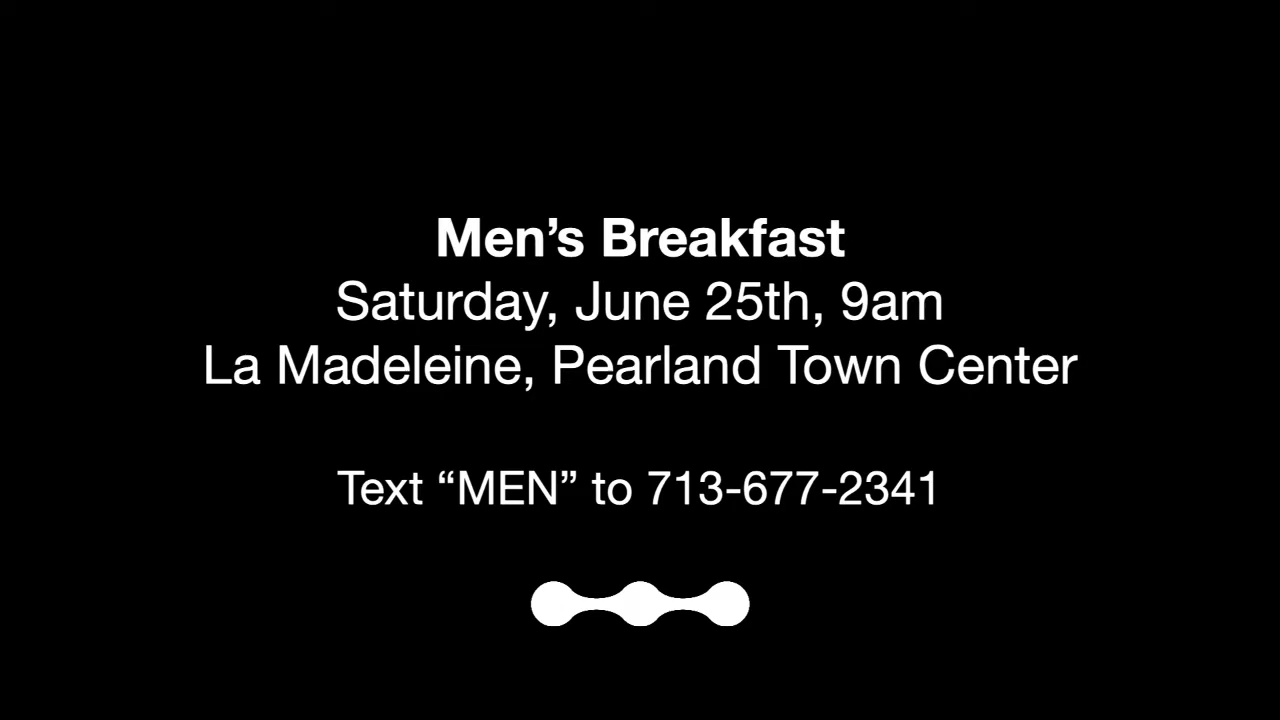 Men’s Breakfast
Saturday, June 25th, 9am
La Madeleine, Pearland Town Center
Text “MEN” to 713-677-2341